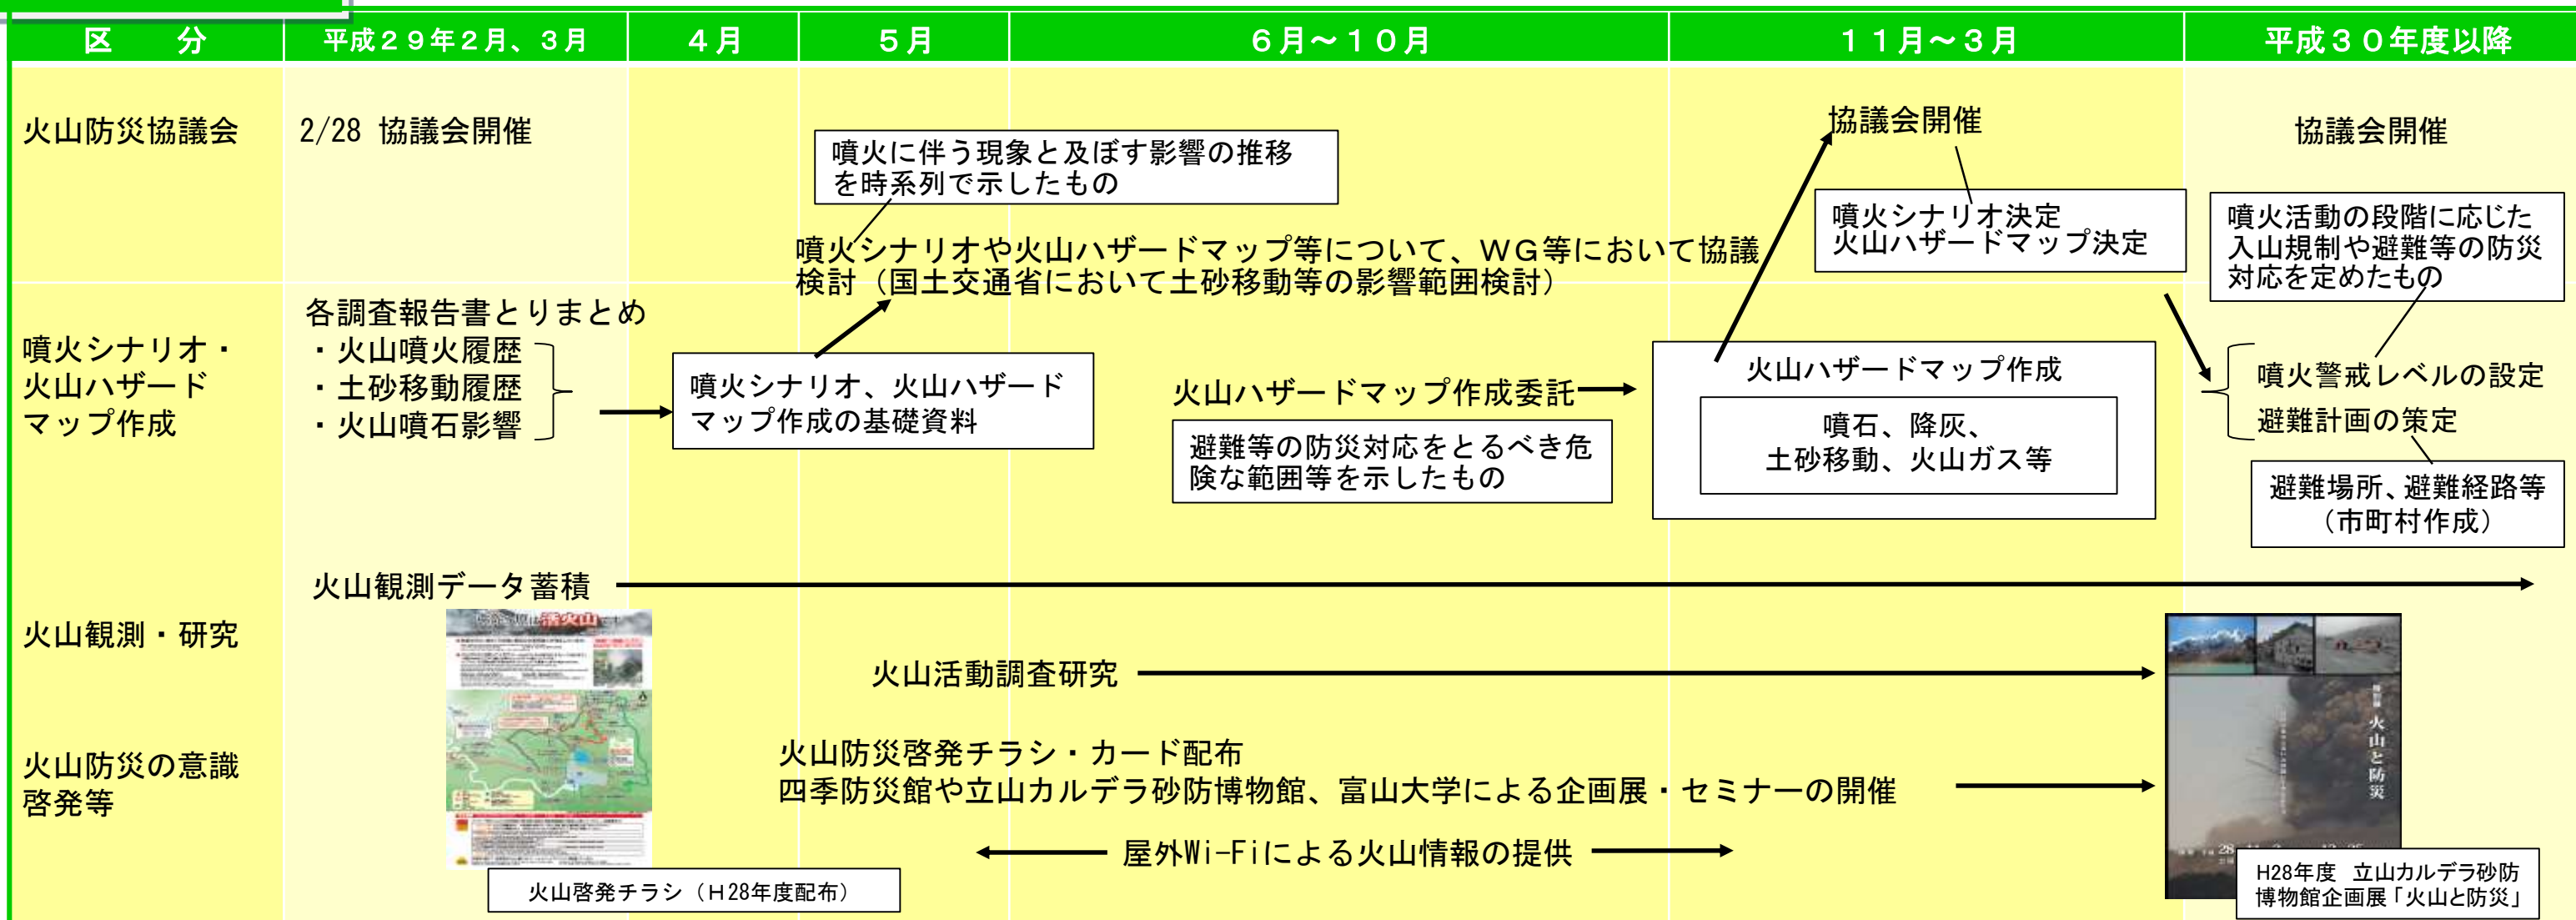 区　分
平成２９年２月、３月
４月
５月
６月～１０月
１１月～３月
平成３０年度以降
火山防災協議会
2/28 協議会開催
噴火に伴う現象と及ぼす影響の推移
を時系列で示したもの
噴火シナリオや火山ハザードマップ等について、ＷＧ等において協議
検討（国土交通省において土砂移動等の影響範囲検討）
協議会開催
噴火シナリオ決定
火山ハザードマップ決定
協議会開催
噴火活動の段階に応じた
入山規制や避難等の防災
対応を定めたもの
噴火シナリオ・
火山ハザード
マップ作成
各調査報告書とりまとめ
・火山噴火履歴
・土砂移動履歴
・火山噴石影響
噴火シナリオ、火山ハザード
マップ作成の基礎資料
火山ハザードマップ作成委託
避難等の防災対応をとるべき危
険な範囲等を示したもの
火山ハザードマップ作成
噴石、降灰、
土砂移動、火山ガス等
噴火警戒レベルの設定
避難計画の策定
避難場所、避難経路等
（市町村作成）
火山観測・研究
火山観測データ蓄積
火山活動調査研究
火山防災の意識
啓発等
火山防災啓発チラシ・カード配布
四季防災館や立山カルデラ砂防博物館、富山大学による企画展・セミナーの開催
屋外Wi-Fiによる火山情報の提供
活火山
火山啓発チラシ（Ｈ28年度配布）
火山と防災
H28年度　立山カルデラ砂防
博物館企画展「火山と防災」